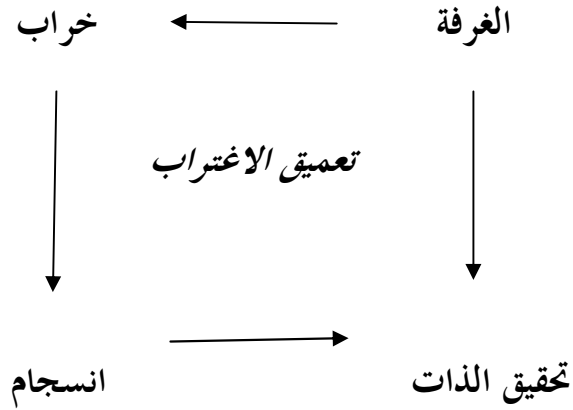 الغرفة خراب
تعميق الاغتراب
تحقيق الذات انسجام